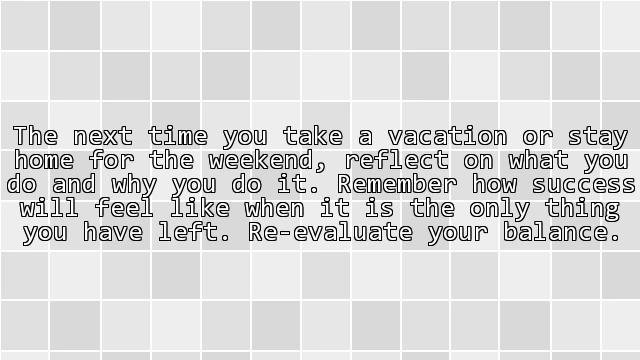 The next time you take a vacation or stay
home for the weekend, reflect on what you
do and why you do it. Remember how success
will feel like when it is the only thing
you have left. Re-evaluate your balance.